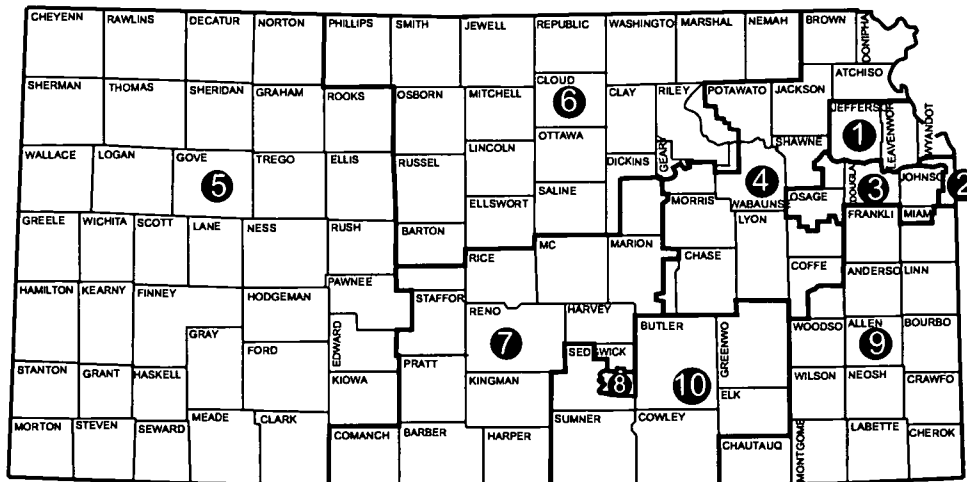 CHEYENN RAWLINS DECATUR NORTON PHILLIPS SMITH JEWELL REPUBLIC WASHINGTO MARSHAL NEMAH BROWN DONIPHA
SHERMAN THOMAS SHERIDAN GRAHAM ROOKS OSBORN MITCHELL CLOUD CLAY RILEY POTAWATO JACKSON ATCHISO
6
JEFFERS LEAVENWOR WYANDOT
1
OTTAWA SHAWNE
WALLACE LOGAN GOVE TREGO ELLIS RUSSEL LINCOLN DICKINS GEARY
5 4 3 2
SALINE MORRIS WABAUNS OSAGE DOUGLA JOHNSO
ELLSWORT
GREELE WICHITA SCOTT LANE NESS RUSH BARTON LYON FRANKLI MIAM
RICE MC MARION CHASE COFFE ANDERSO LINN
HAMILTON KEARNY FINNEY HODGEMAN PAWNEE STAFFOR
RENO HARVEY BUTLER GREENWO WOODSO ALLEN BOURBO
GRAY EDWARD 7 9
FORD SEDGWICK
STANTON GRANT HASKELL KIOWA PRATT KINGMAN 8 10 ELK WILSON NEOSH CRAWFO
MORTON STEVEN SEWARD MEADE CLARK COMANCH BARBER HARPER SUMNER COWLEY CHAUTAUQ MONTGOME LABETTE CHEROK